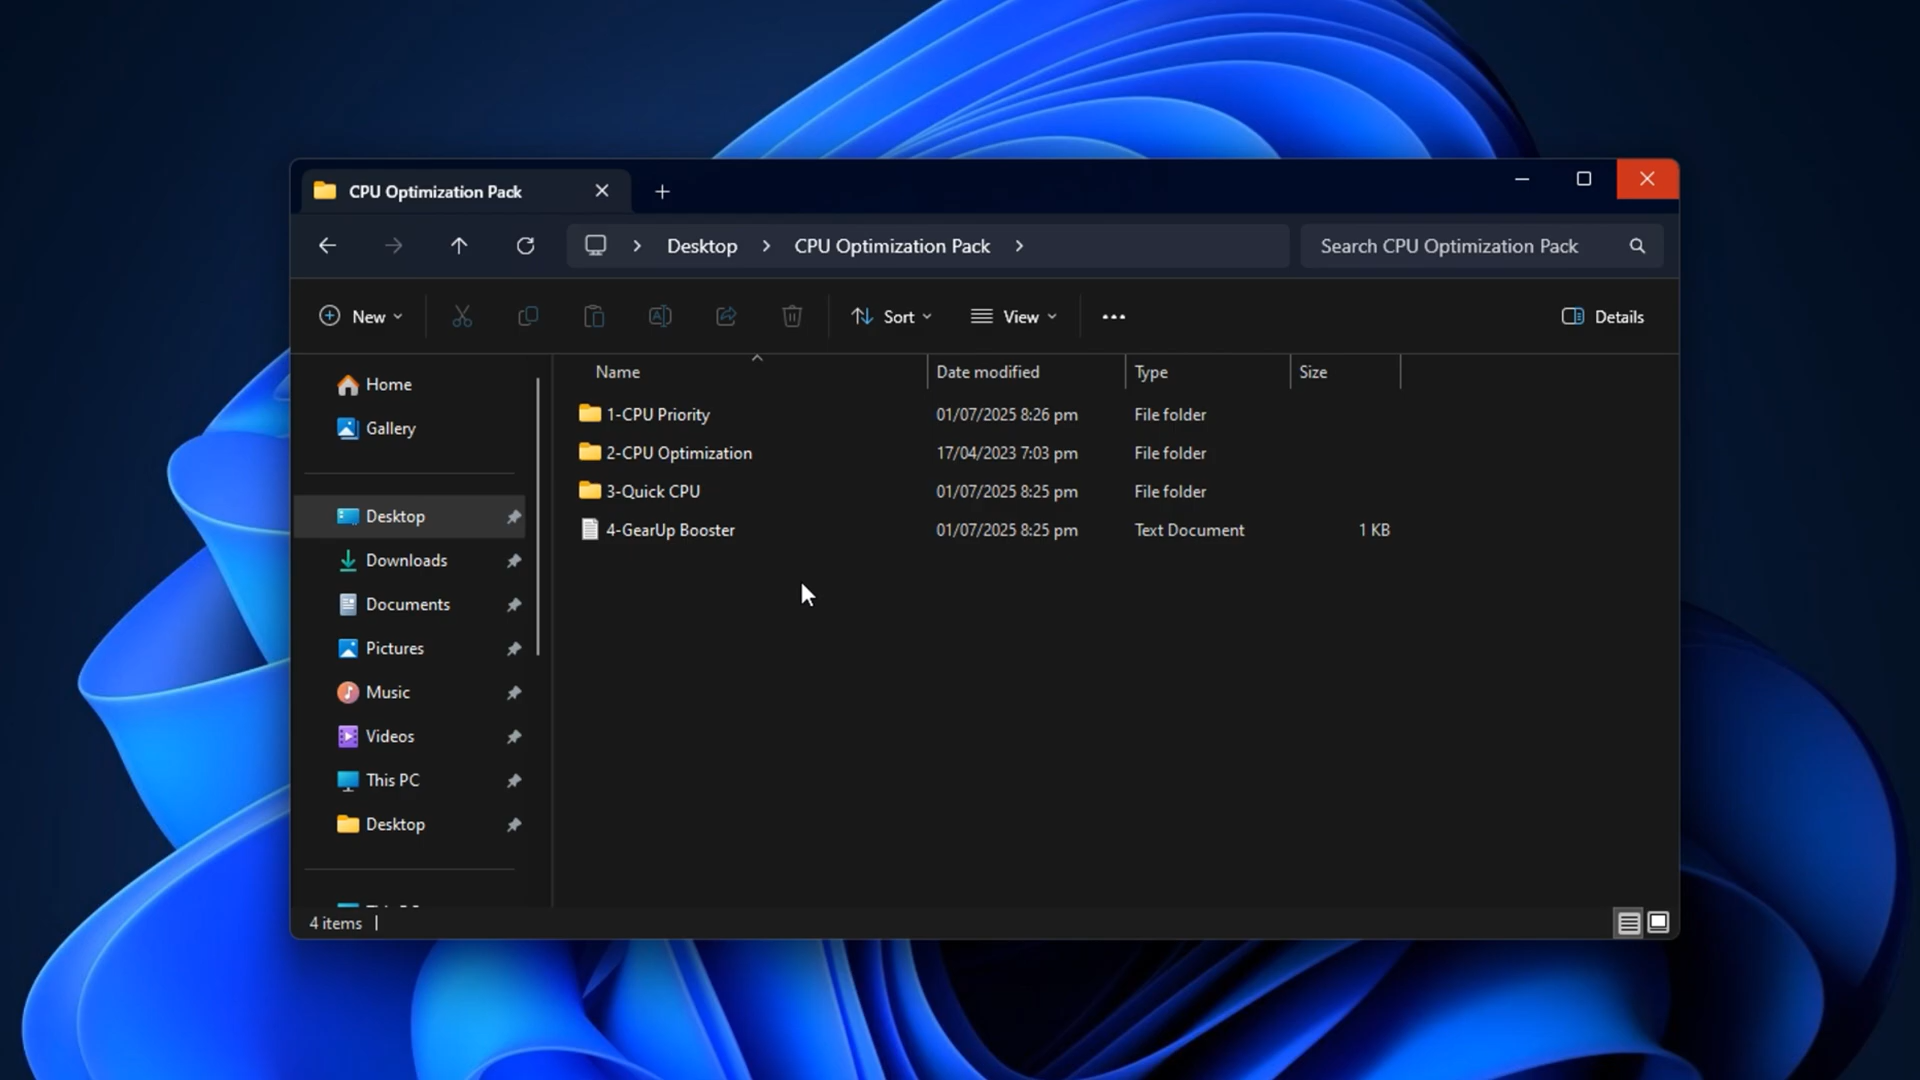 CPU Optimization Pack
Desktop CPU Optimization Pack
Search CPU Optimization Pack
New
Sort
View
Details
Name Date modified Type Size
1-CPU Priority 01/07/2025 8:26 pm File folder
2-CPU Optimization 17/04/2023 7:03 pm File folder
3-Quick CPU 01/07/2025 8:25 pm File folder
4-GearUp Booster 01/07/2025 8:25 pm Text Document 1 KB
Home
Gallery
Desktop
Downloads
Documents
Pictures
Music
Videos
This PC
Desktop
4 items